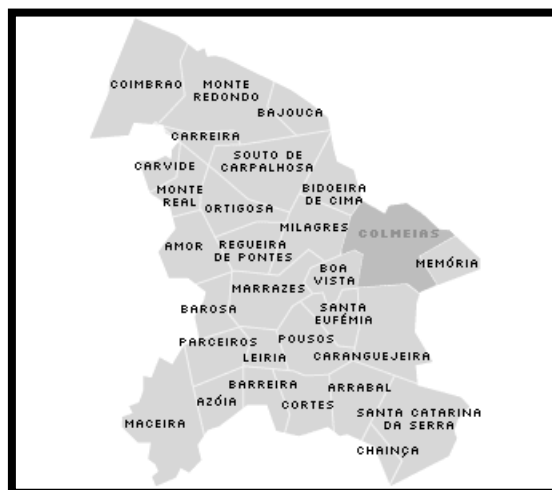 COIMBRAO
MONTE
REDONDO
BAJOUCA
CARREIRA
SOUTO DE
CARPALHOSA
CARVIDE
MONTE
REAL
BIDOEIRA
DE CIMA
ORTIGOSA
MILAGRES
COLMEIAS
AMOR
REGUEIRA
DE PONTES
MEMÓRIA
BOA
VISTA
MARRAZES
BAROSA
SANTA
EUFÉMIA
PARCEIROS
POUSOS
LEIRIA
CARANGUEJEIRA
BARREIRA
ARRABAL
AZÓIA
CORTES
SANTA CATARINA
DA SERRA
MACEIRA
CHAINÇA